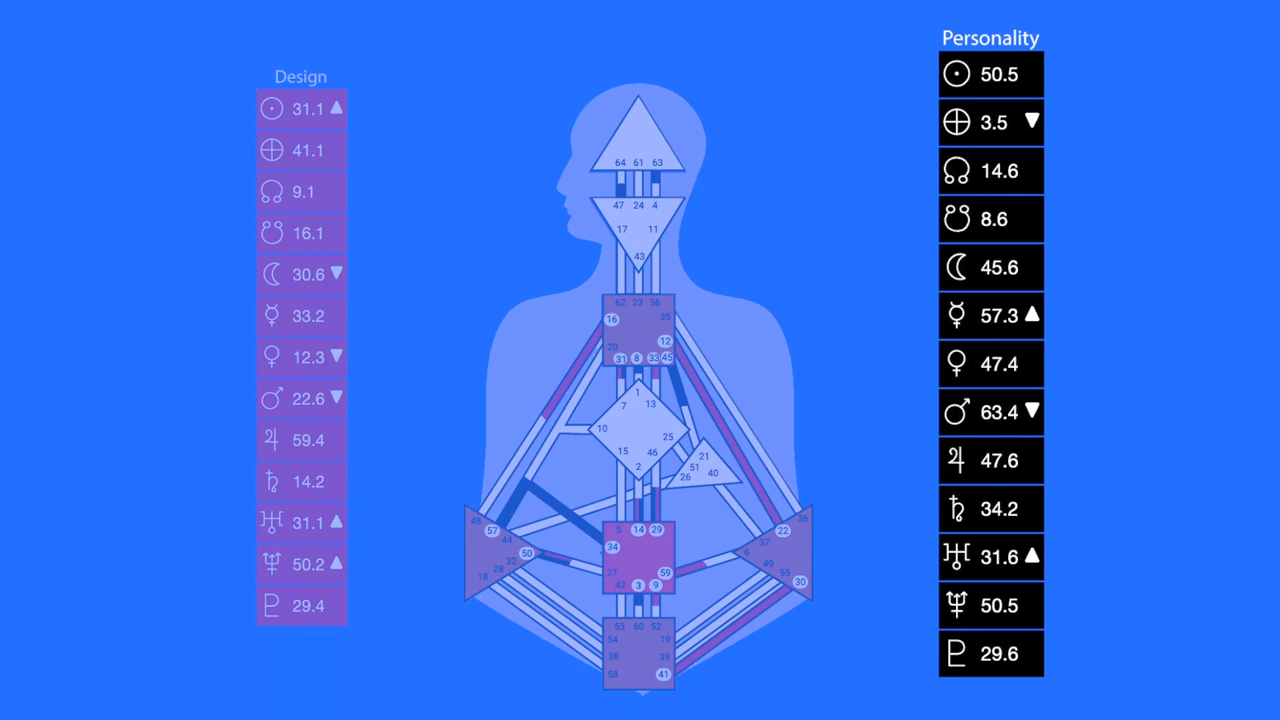 Personality
Design
☉ 31.1 ▲
⊕ 41.1
☊ 9.1
☋ 16.1
☾ 30.6 ▼
☿ 33.2
♀ 12.3 ▼
♂ 22.6 ▼
♃ 59.4
♄ 14.2
♅ 31.1 ▲
♆ 50.2 ▲
♇ 29.4
64 61 63
47 24 4
17 11
43
62 23 56
16 35
20 12
31 8 33 45
1
7 13
10 25
15 46
2
21
51 40
26
48
57
44
50
32
28
18
5 14 29
34
27 59
42 3 9
36
22
37
6
49
55
30
53 60 52
54 19
38 39
58 41
☉ 50.5
⊕ 3.5 ▼
☊ 14.6
☋ 8.6
☾ 45.6
☿ 57.3 ▲
♀ 47.4
♂ 63.4 ▼
♃ 47.6
♄ 34.2
♅ 31.6 ▲
♆ 50.5
♇ 29.6